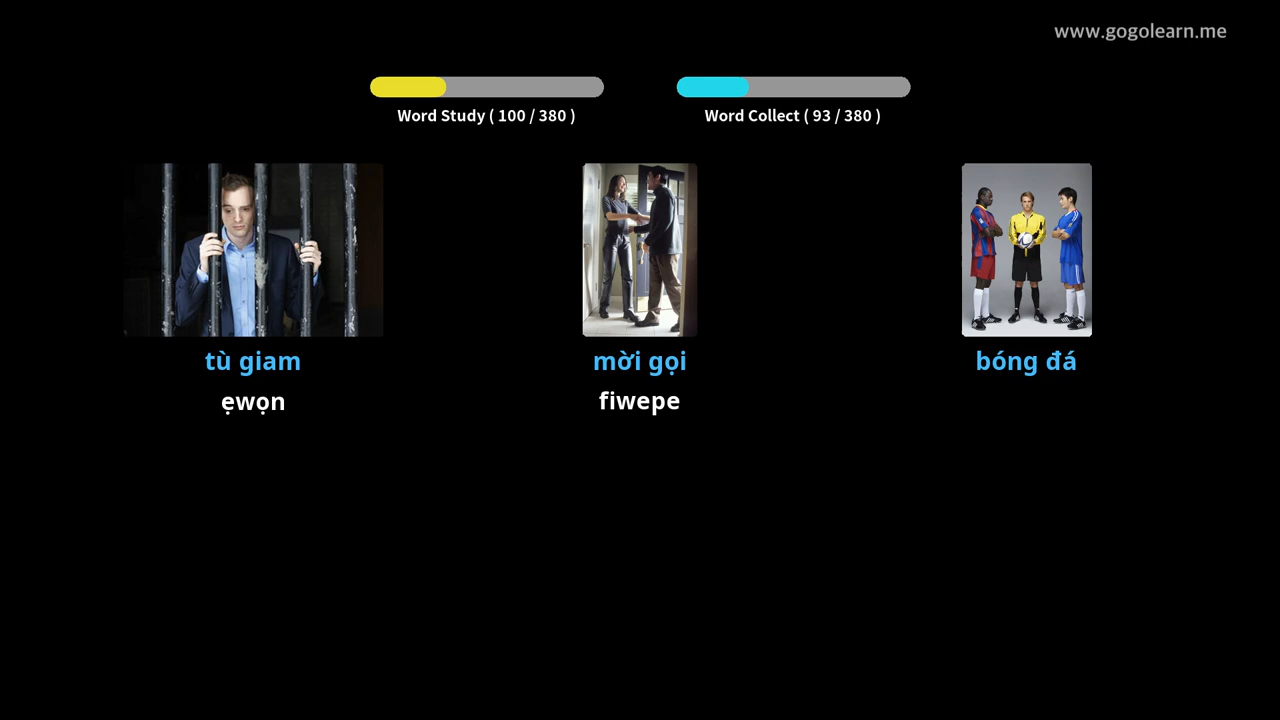 www.gogolearn.me
Word Study ( 100 / 380 )
Word Collect ( 93 / 380 )
tù giam
mời gọi
bóng đá
ẹwọn
fiwepe